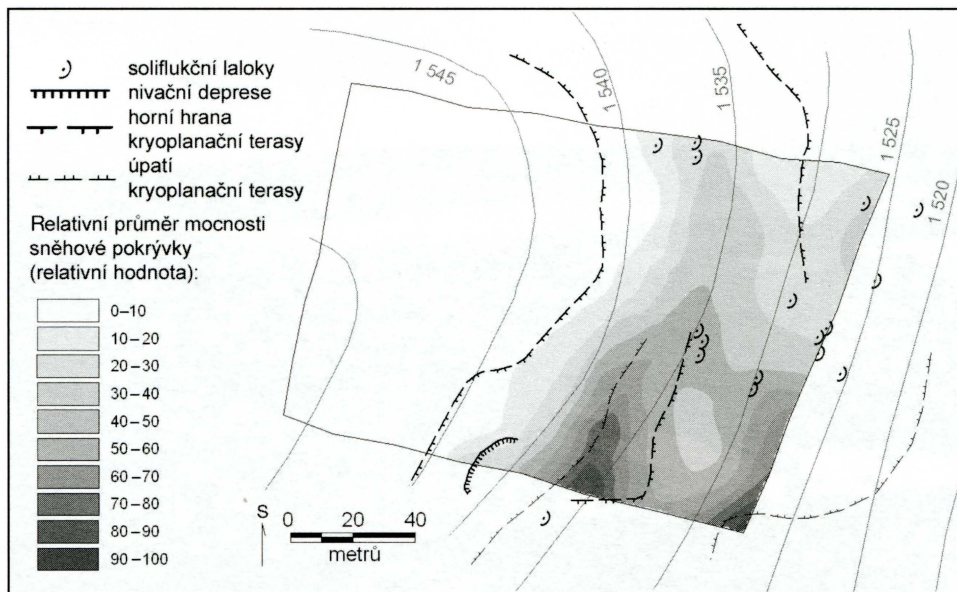 soliflukční laloky
nivační deprese
horní hrana
kryoplanační terasy
úpatí
kryoplanační terasy
Relativní průměr mocnosti
sněhové pokrývky
(relativní hodnota):
0–10
10–20
20–30
30–40
40–50
50–60
60–70
70–80
80–90
90–100
S
0 20 40
metrů
1 545
1 540
1 535
1 525
1 520